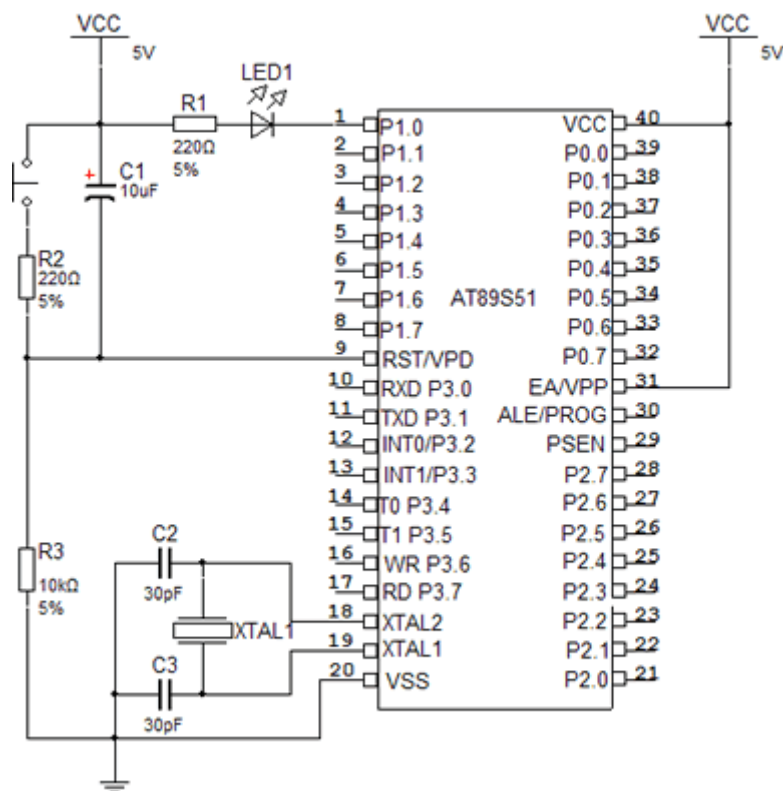 VCC
5V
VCC
5V
LED1
R1
220Ω
5%
C1
+
10uF
R2
220Ω
5%
R3
10kΩ
5%
C2
30pF
XTAL1
C3
30pF
AT89S51
1 P1.0
2 P1.1
3 P1.2
4 P1.3
5 P1.4
6 P1.5
7 P1.6
8 P1.7
9 RST/VPD
10 RXD P3.0
11 TXD P3.1
12 INT0/P3.2
13 INT1/P3.3
14 T0 P3.4
15 T1 P3.5
16 WR P3.6
17 RD P3.7
18 XTAL2
19 XTAL1
20 VSS
VCC 40
P0.0 39
P0.1 38
P0.2 37
P0.3 36
P0.4 35
P0.5 34
P0.6 33
P0.7 32
EA/VPP 31
ALE/PROG 30
PSEN 29
P2.7 28
P2.6 27
P2.5 26
P2.4 25
P2.3 24
P2.2 23
P2.1 22
P2.0 21